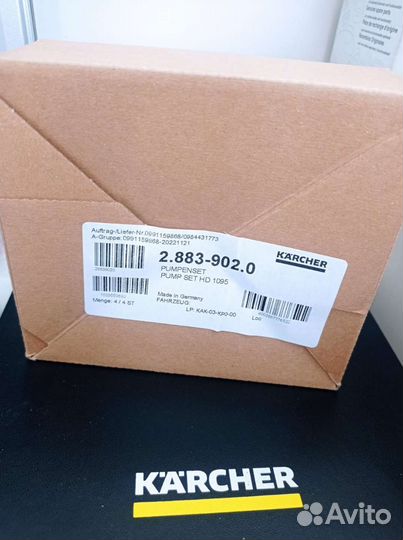 Auftrag-/Liefer-Nr.0991159868/0984431773
A-Gruppe: 0991159868-20221121
2.883-902.0
KÄRCHER
PUMPENSET
PUMP SET HD 1095
Made in Germany
FAHRZEUG:
Menge: 4 / 4 ST
LP: KAK-03-Kp0-00
KÄRCHER
Avito